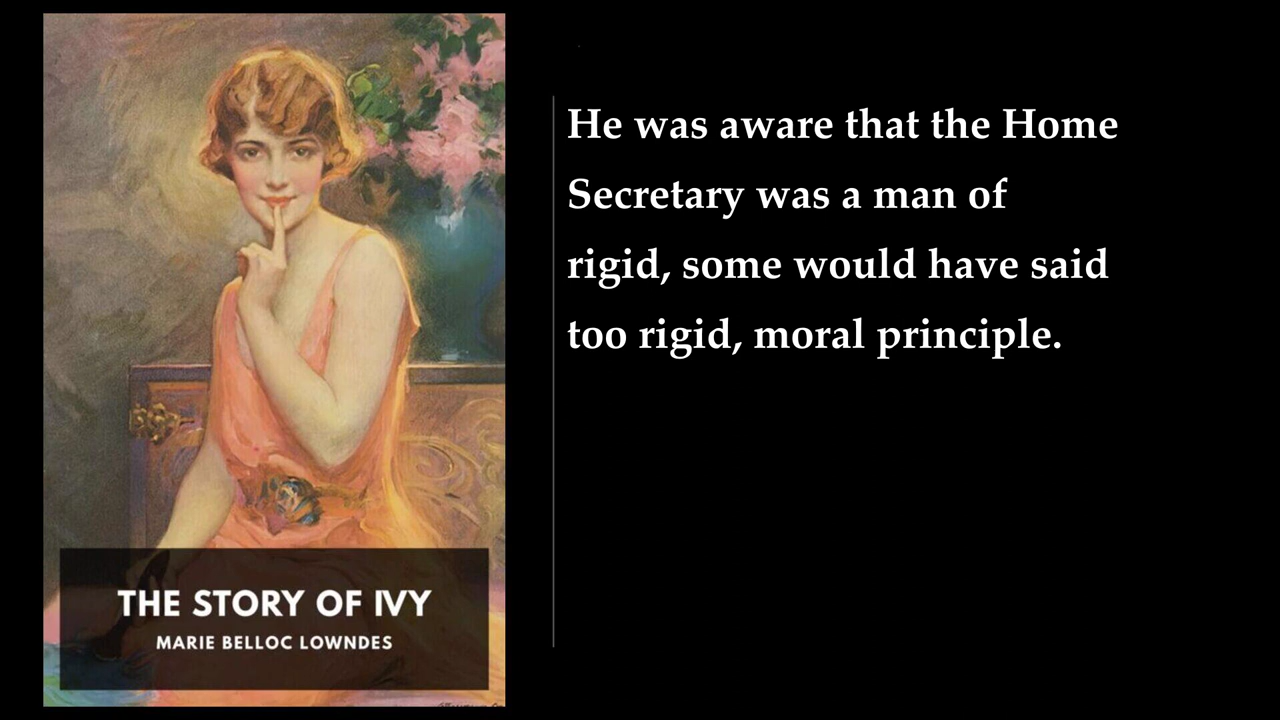 He was aware that the Home
Secretary was a man of
rigid, some would have said
too rigid, moral principle.
THE STORY OF IVY
MARIE BELLOC LOWNDES